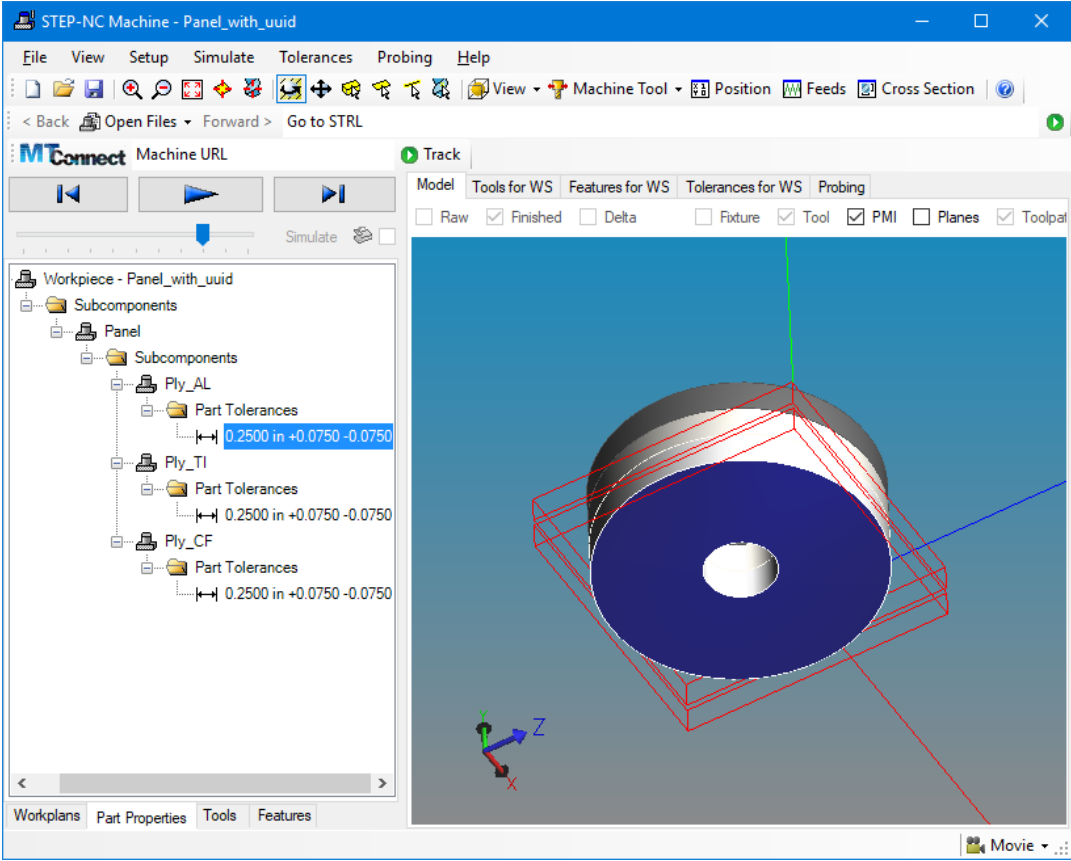 STEP-NC Machine - Panel_with_uuid
File View Setup Simulate Tolerances Probing Help
View Machine Tool Position Feeds Cross Section
< Back Open Files Forward > Go to STRL
MTConnect Machine URL Track
Model Tools for WS Features for WS Tolerances for WS Probing
Raw Finished Delta Fixture Tool PMI Planes Toolpat
Simulate
Workpiece - Panel_with_uuid
Subcomponents
Panel
Subcomponents
Ply_AL
Part Tolerances
0.2500 in +0.0750 -0.0750
Ply_TI
Part Tolerances
0.2500 in +0.0750 -0.0750
Ply_CF
Part Tolerances
0.2500 in +0.0750 -0.0750
Y
Z
X
Workplans Part Properties Tools Features
Movie